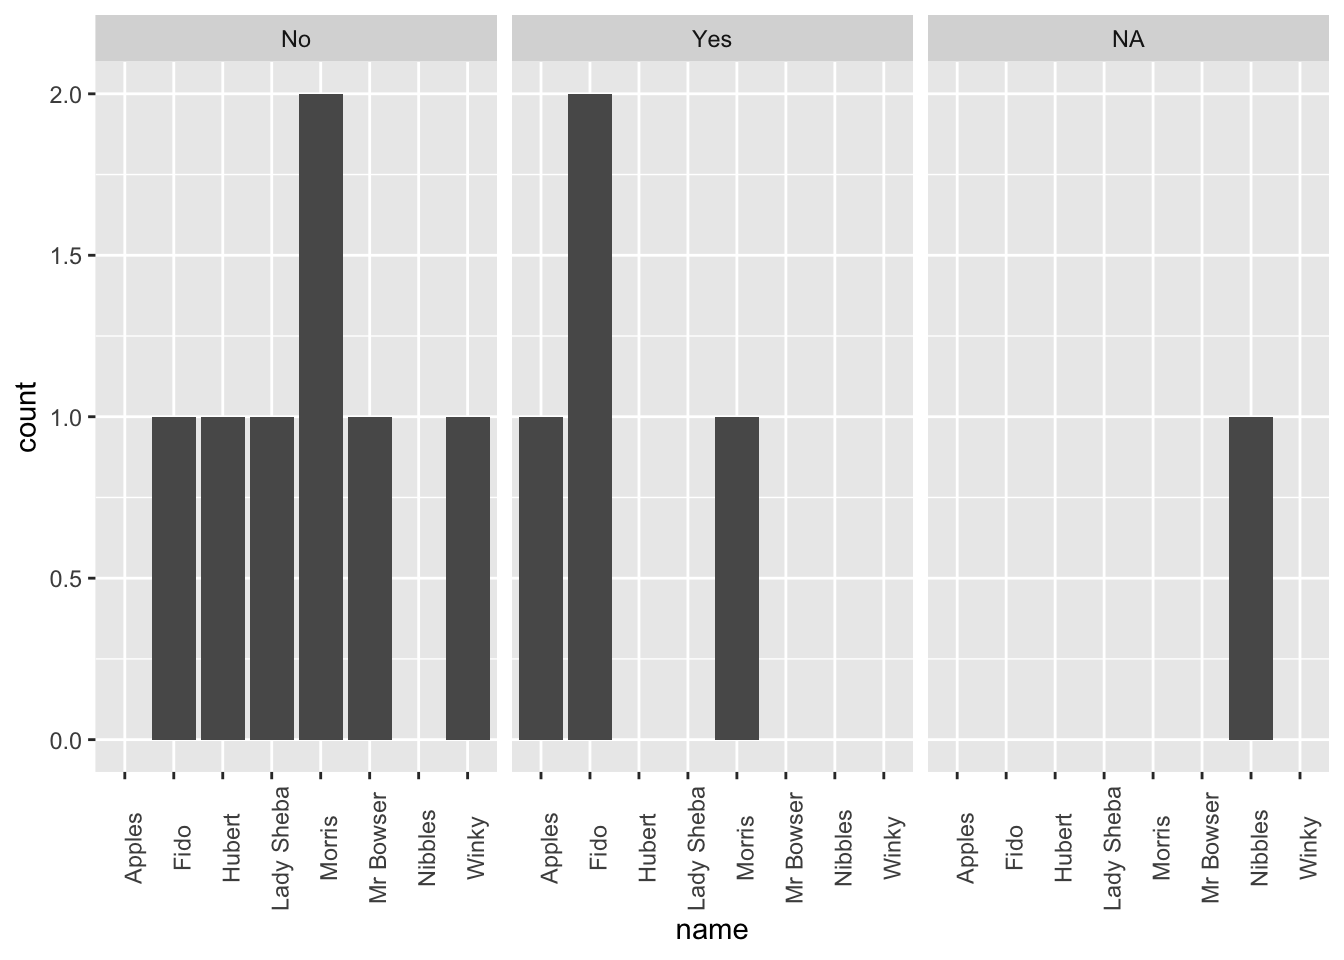 No Yes NA
2.0
1.5
1.0
0.5
0.0
count
Apples Fido Hubert Lady Sheba Morris Mr Bowser Nibbles Winky Apples Fido Hubert Lady Sheba Morris Mr Bowser Nibbles Winky Apples Fido Hubert Lady Sheba Morris Mr Bowser Nibbles Winky
name